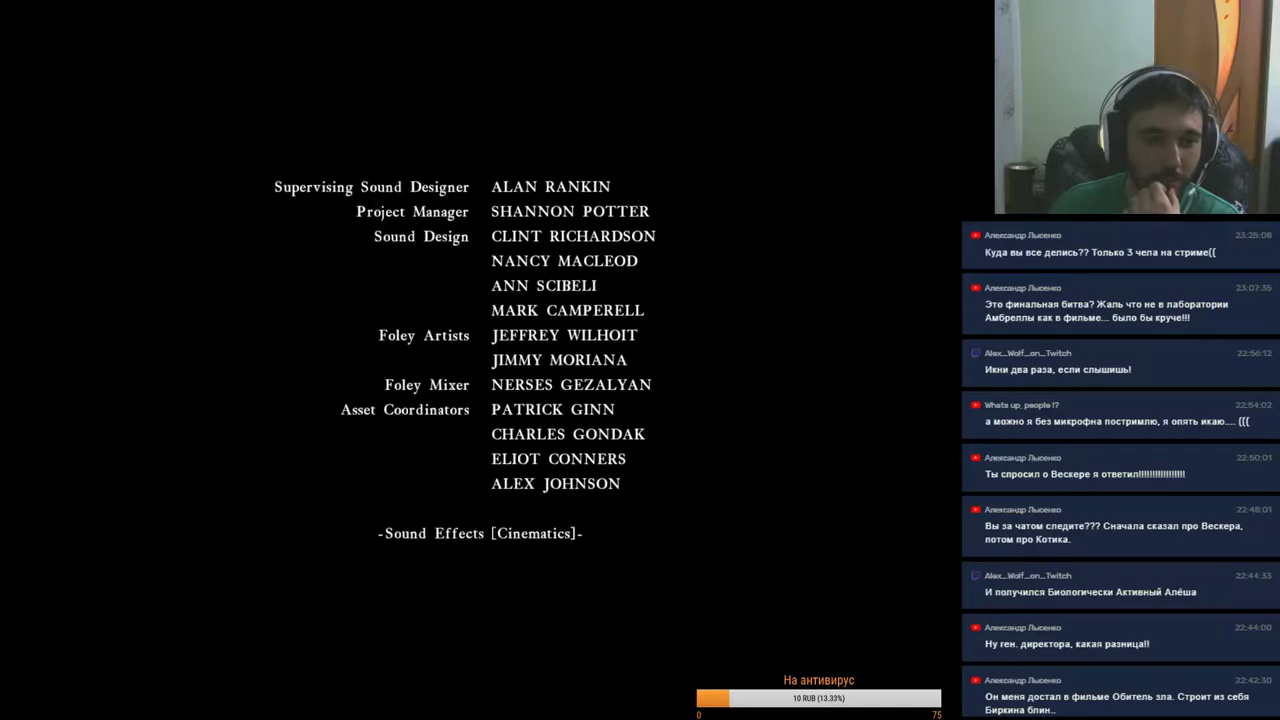 Supervising Sound Designer ALAN RANKIN
Project Manager SHANNON POTTER
Sound Design CLINT RICHARDSON
NANCY MACLEOD
ANN SCIBELI
MARK CAMPERELL
Foley Artists JEFFREY WILHOIT
JIMMY MORIANA
Foley Mixer NERSES GEZALYAN
Asset Coordinators PATRICK GINN
CHARLES GONDAK
ELIOT CONNERS
ALEX JOHNSON
-Sound Effects [Cinematics]-
Александр Лысенко 23:25:08
Куда вы все делись?? Только 3 чела на стриме((
Александр Лысенко 23:07:35
Это финальная битва? Жаль что не в лаборатории
Амбреллы как в фильме... было бы круче!!!
Alex_Wolf_on_Twitch 22:56:12
Икни два раза, если слышишь!
Whats up, people !? 22:54:02
а можно я без микрофна постримлю, я опять икаю.... (((
Александр Лысенко 22:50:01
Ты спросил о Вескере я ответил!!!!!!!!!!!!!!!!!
Александр Лысенко 22:48:01
Вы за чатом следите??? Сначала сказал про Вескера,
потом про Котика.
Alex_Wolf_on_Twitch 22:44:33
И получился Биологически Активный Алёша
Александр Лысенко 22:44:00
Ну ген. директора, какая разница!!
Александр Лысенко 22:42:30
Он меня достал в фильме Обитель зла. Строит из себя
Биркина блин..
На антивирус
10 RUB (13.33%)
0 75